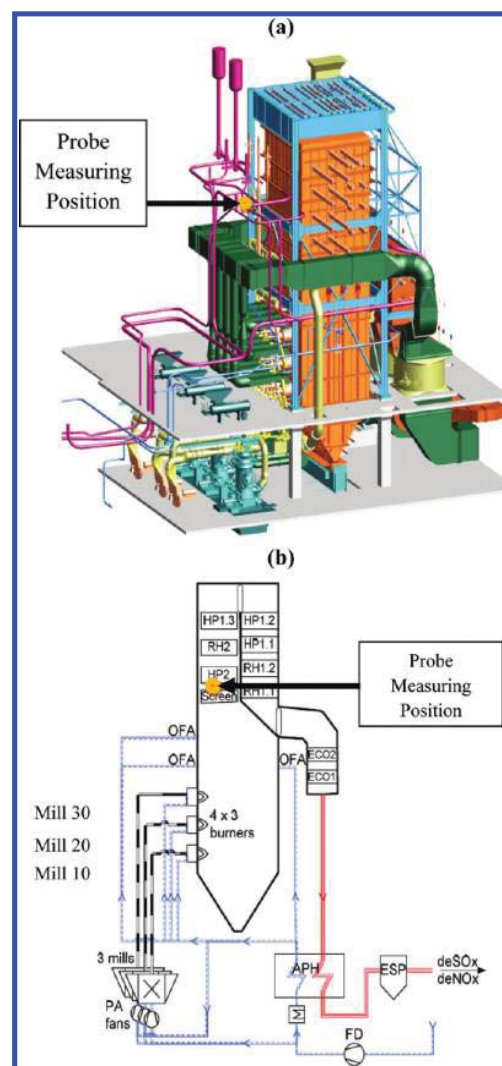 (a)
Probe
Measuring
Position
(b)
HP1.3 HP1.2
RH2 HP1.1
HP2 RH1.2
Screen RH1.1
Probe
Measuring
Position
OFA
OFA OFA
ECO2
ECO1
Mill 30
4 x 3
burners
Mill 20
Mill 10
3 mills
APH
ESP
deSOx
deNOx
PA
fans
M
FD